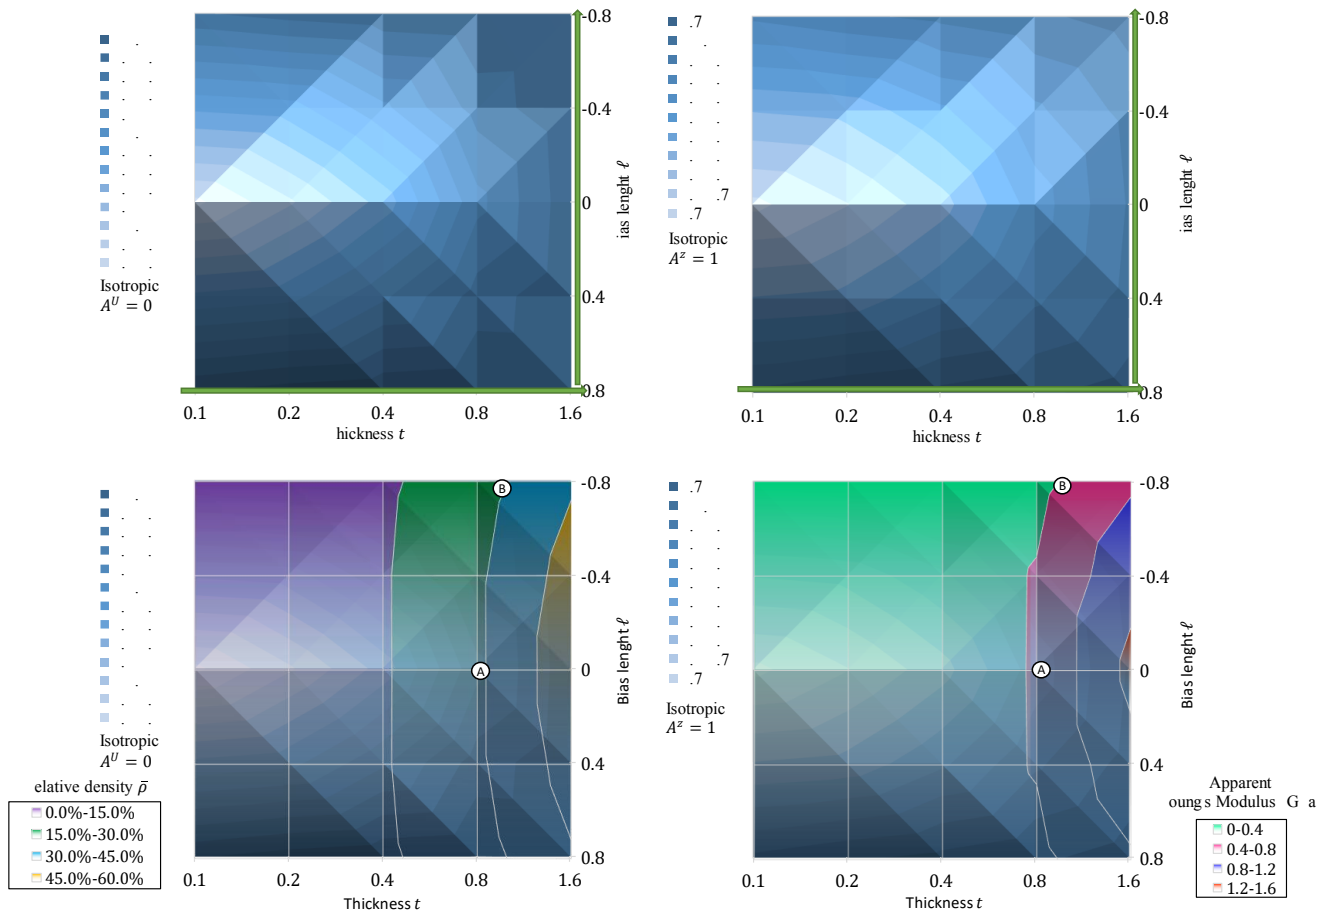 -0.8
-0.4
0
0.4
0.8
ias lenght ℓ
Isotropic
A^U = 0
0.1 0.2 0.4 0.8 1.6
hickness t
.7
.7
.7
Isotropic
A^z = 1
-0.8
-0.4
0
0.4
0.8
ias lenght ℓ
0.1 0.2 0.4 0.8 1.6
hickness t
B
A
-0.8
-0.4
0
0.4
0.8
Bias lenght ℓ
Isotropic
A^U = 0
elative density ρ̄
0.0%-15.0%
15.0%-30.0%
30.0%-45.0%
45.0%-60.0%
0.1 0.2 0.4 0.8 1.6
Thickness t
.7
.7
.7
Isotropic
A^z = 1
B
A
-0.8
-0.4
0
0.4
0.8
Bias lenght ℓ
0.1 0.2 0.4 0.8 1.6
Thickness t
Apparent
oung s Modulus G a
0-0.4
0.4-0.8
0.8-1.2
1.2-1.6